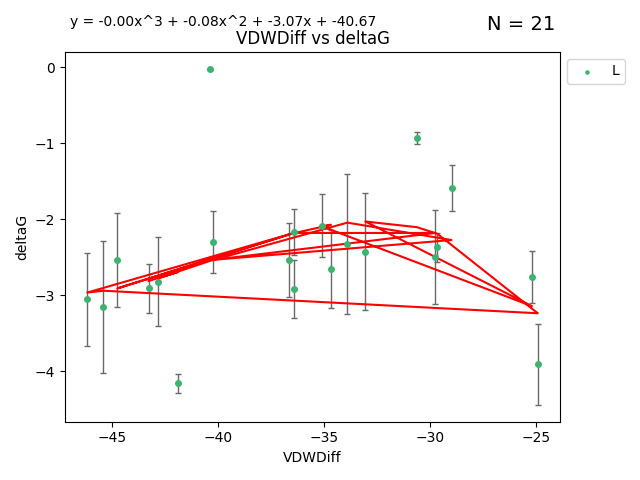 y = -0.00x^3 + -0.08x^2 + -3.07x + -40.67
N = 21
VDWDiff vs deltaG
L
0
−1
−2
−3
−4
deltaG
−45 −40 −35 −30 −25
VDWDiff